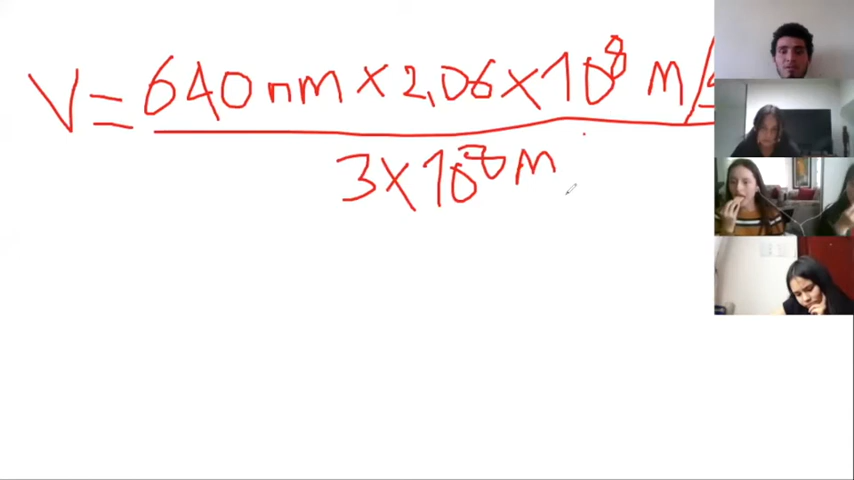 V = 640 nm × 2,06 × 10⁸ m/s
3 × 10⁸ m